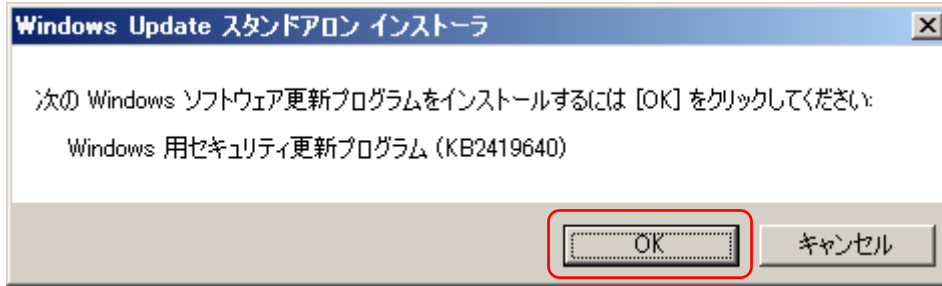 Windows Update スタンドアロン インストーラ
次の Windows ソフトウェア更新プログラムをインストールするには [OK] をクリックしてください:
Windows 用セキュリティ更新プログラム (KB2419640)
OK
キャンセル